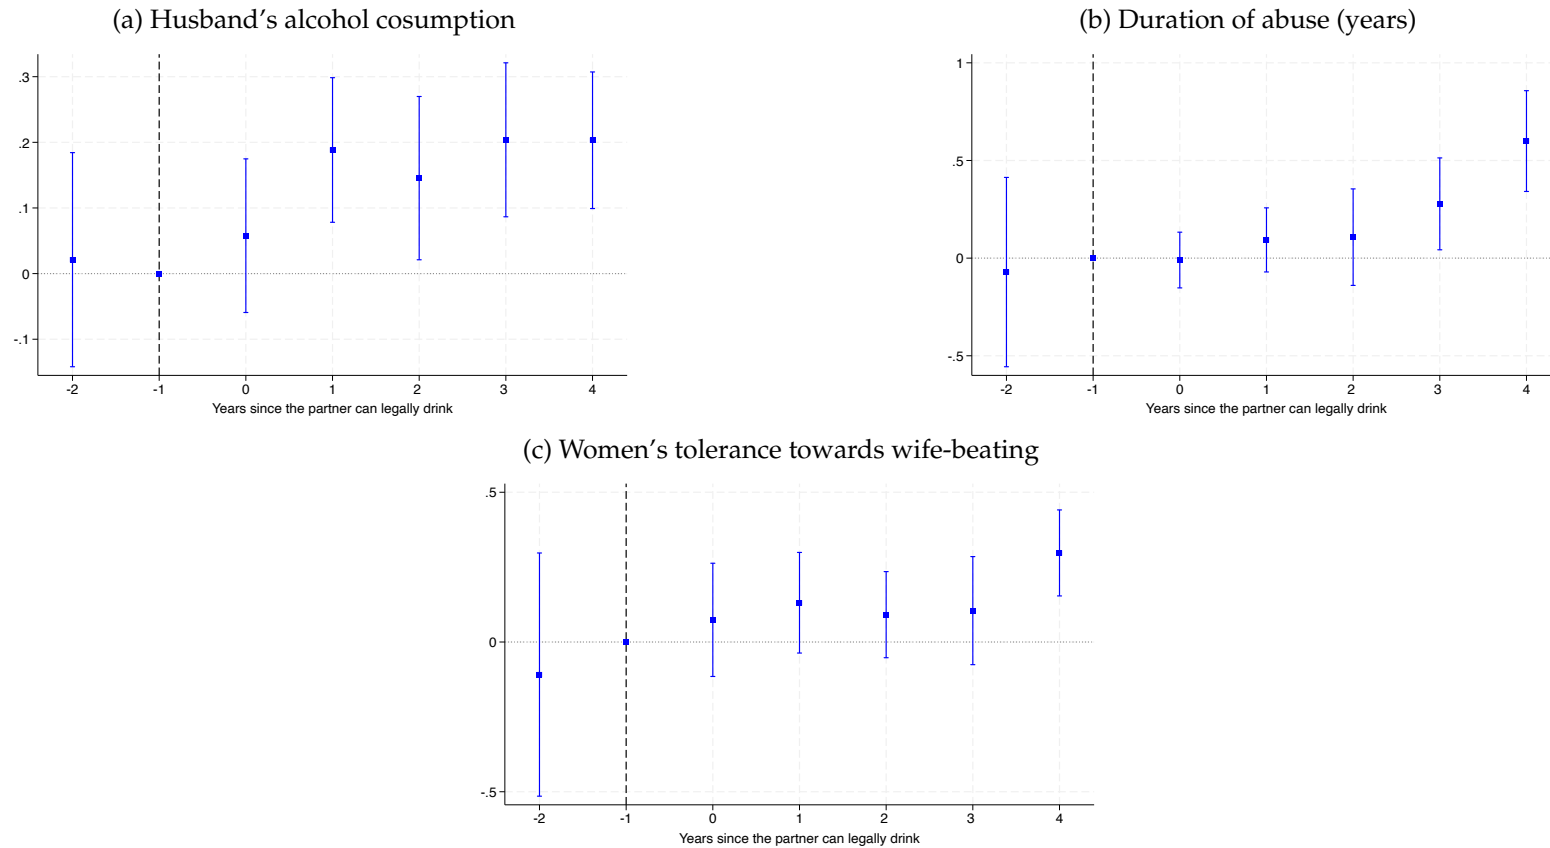 (a) Husband's alcohol cosumption
.3
.2
.1
0
-.1
-2 -1 0 1 2 3 4
Years since the partner can legally drink
(b) Duration of abuse (years)
1
.5
0
-.5
-2 -1 0 1 2 3 4
Years since the partner can legally drink
(c) Women's tolerance towards wife-beating
.5
0
-.5
-2 -1 0 1 2 3 4
Years since the partner can legally drink